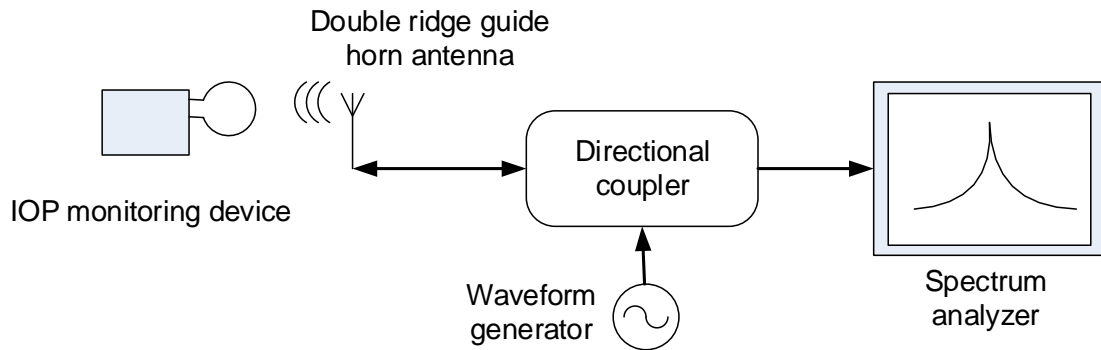 Double ridge guide
horn antenna
IOP monitoring device
Directional
coupler
Waveform
generator
Spectrum
analyzer